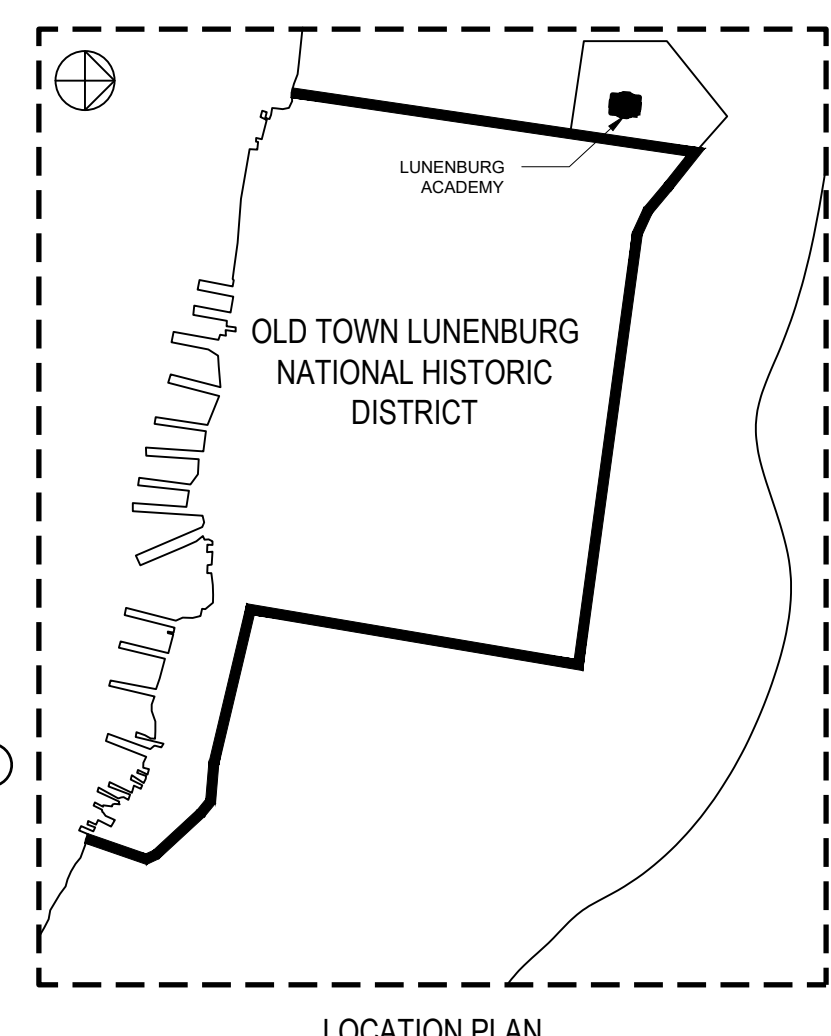 LUNENBURG
ACADEMY
OLD TOWN LUNENBURG
NATIONAL HISTORIC
DISTRICT
LOCATION PLAN